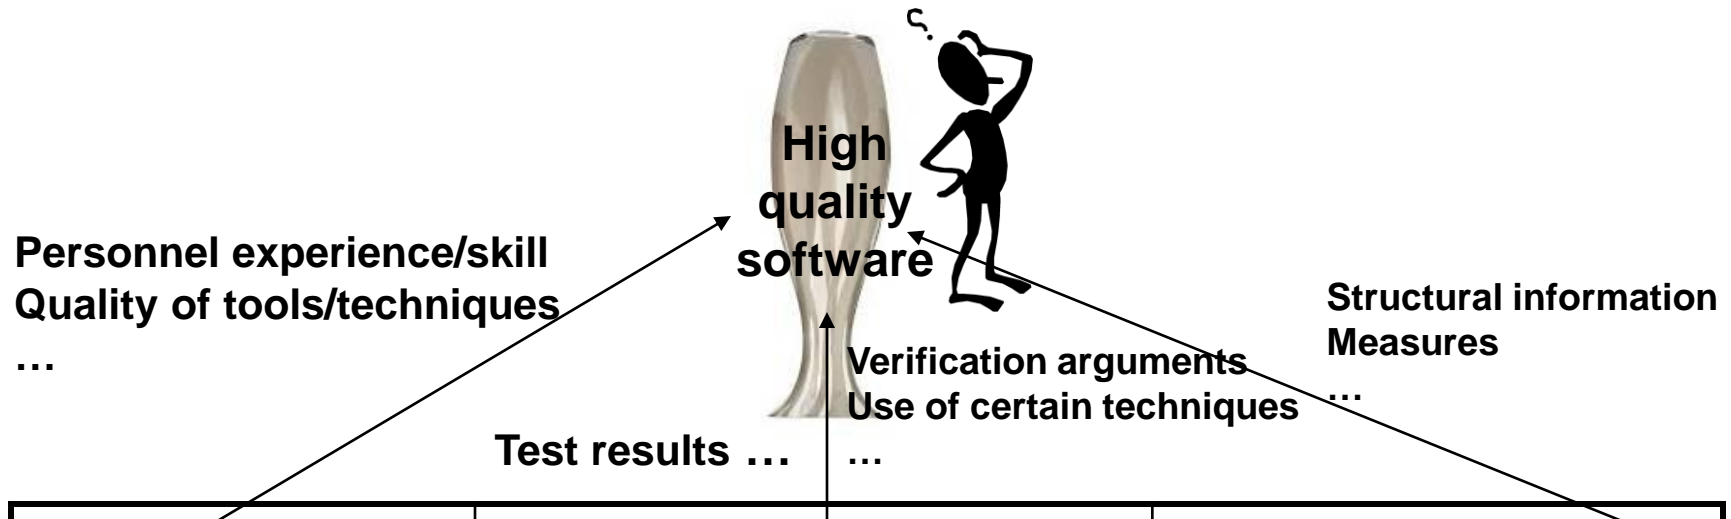 ?
High
quality
software
Personnel experience/skill
Quality of tools/techniques
…
Structural information
Measures
…
Verification arguments
Use of certain techniques
…
Test results …